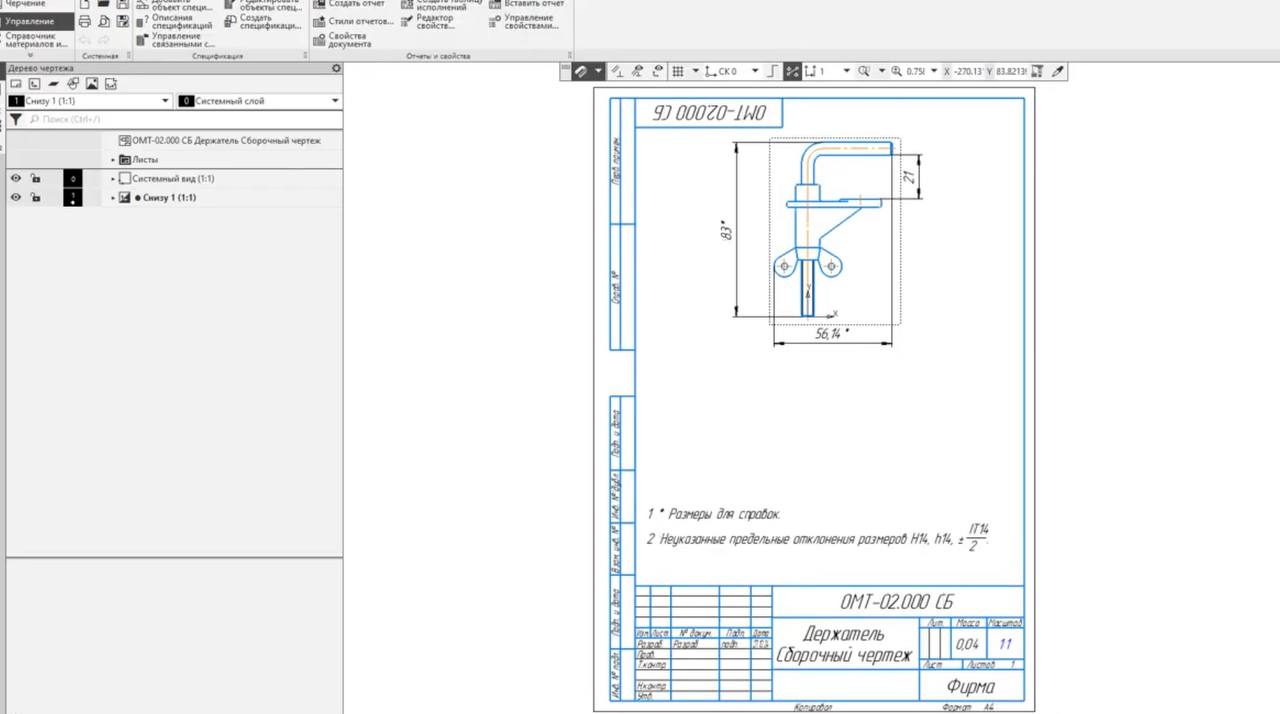 Черчение
Управление
Справочник
материалов и...
Системная
Добавить
объект специ...
Описания
спецификаций
Управление
связанными с...
Редактировать
объекты спец...
Создать
спецификаци...
Спецификация
Создать отчет
Стили отчетов...
Свойства
документа
Создать таблицу
исполнений
Редактор
свойств...
Вставить отчет
Управление
свойствами...
Отчеты и свойства
Дерево чертежа
1 Снизу 1 (1:1)
0 Системный слой
Поиск (Ctrl+/)
ОМТ-02.000 СБ Держатель Сборочный чертеж
Листы
0 Системный вид (1:1)
1 Снизу 1 (1:1)
СК 0
1
X -270.13
Y 83.8213
ОМТ-02.000 СБ
Перв. примен.
Справ. №
21
83*
Y
X
56,14 *
Подп. и дата
Инв. № дубл.
Взам. инв. №
Подп. и дата
Инв. № подл.
1 * Размеры для справок.
2 Неуказанные предельные отклонения размеров H14, h14, ± IT14
2 .
ОМТ-02.000 СБ
Изм. Лист № докум. Подп. Дата
Разраб. Разраб подп.
Пров.
Т.контр.
Н.контр.
Утв.
Держатель
Сборочный чертеж
Лит. Масса Масштаб
0,04 1:1
Лист Листов 1
Фирма
Копировал Формат А4